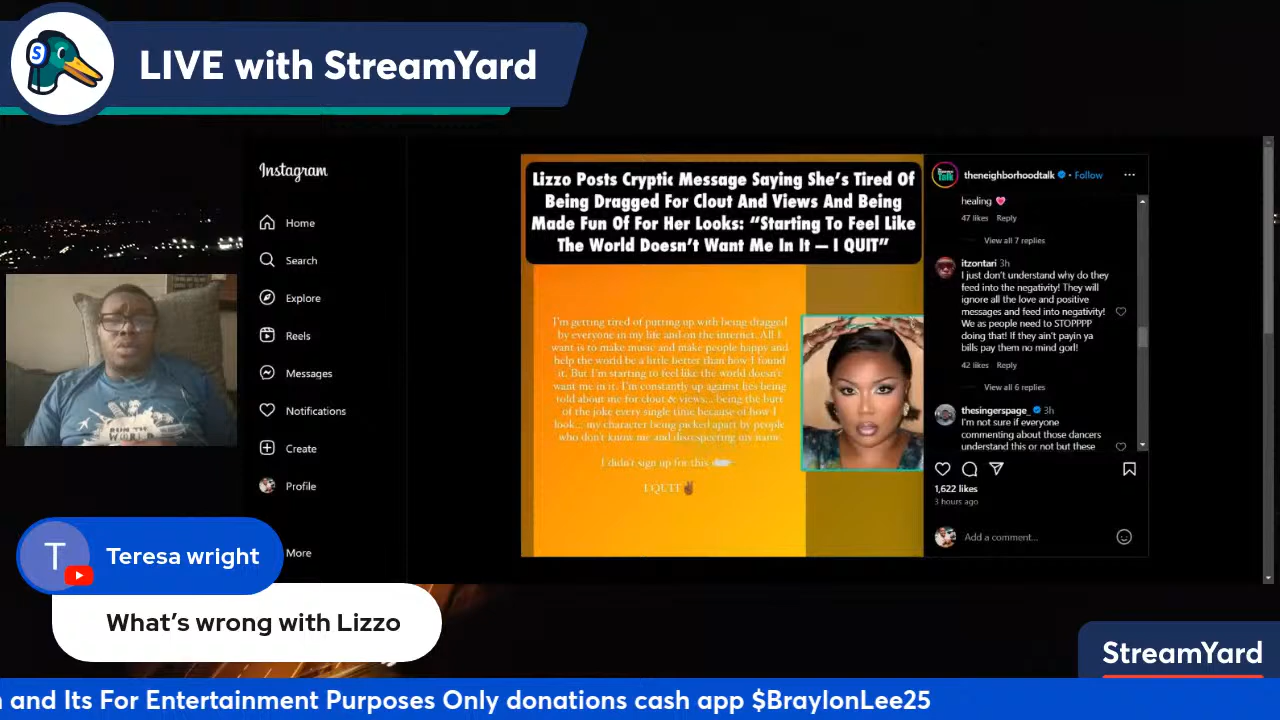 LIVE with StreamYard
S
Instagram
Home
Search
Explore
Reels
Messages
Notifications
Create
Profile
More
RUN THE
WORLD
LIZZO POSTS CRYPTIC MESSAGE SAYING SHE'S TIRED OF
BEING DRAGGED FOR CLOUT AND VIEWS AND BEING
MADE FUN OF FOR HER LOOKS: "STARTING TO FEEL LIKE
THE WORLD DOESN'T WANT ME IN IT – I QUIT"
I'm getting tired of putting up with being dragged
by everyone in my life and on the internet. All I
want is to make music and make people happy and
help the world be a little better than how I found
it. But I'm starting to feel like the world doesn't
want me in it. I'm constantly up against lies being
told about me for clout & views... being the butt
of the joke every single time because of how I
look... my character being picked apart by people
who don't know me and disrespecting my name
I didn't sign up for this
I QUIT ✌🏾
theneighborhoodtalk • Follow
healing 💗
47 likes Reply
View all 7 replies
itzontari 3h
I just don't understand why do they
feed into the negativity! They will
ignore all the love and positive
messages and feed into negativity!
We as people need to STOPPPP
doing that! If they ain't payin ya
bills pay them no mind gorl!
42 likes Reply
View all 6 replies
thesingerspage_ 3h
I'm not sure if everyone
commenting about those dancers
understand this or not but these
1,622 likes
3 hours ago
Add a comment...
T
Teresa wright
What's wrong with Lizzo
StreamYard
and Its For Entertainment Purposes Only donations cash app $BraylonLee25